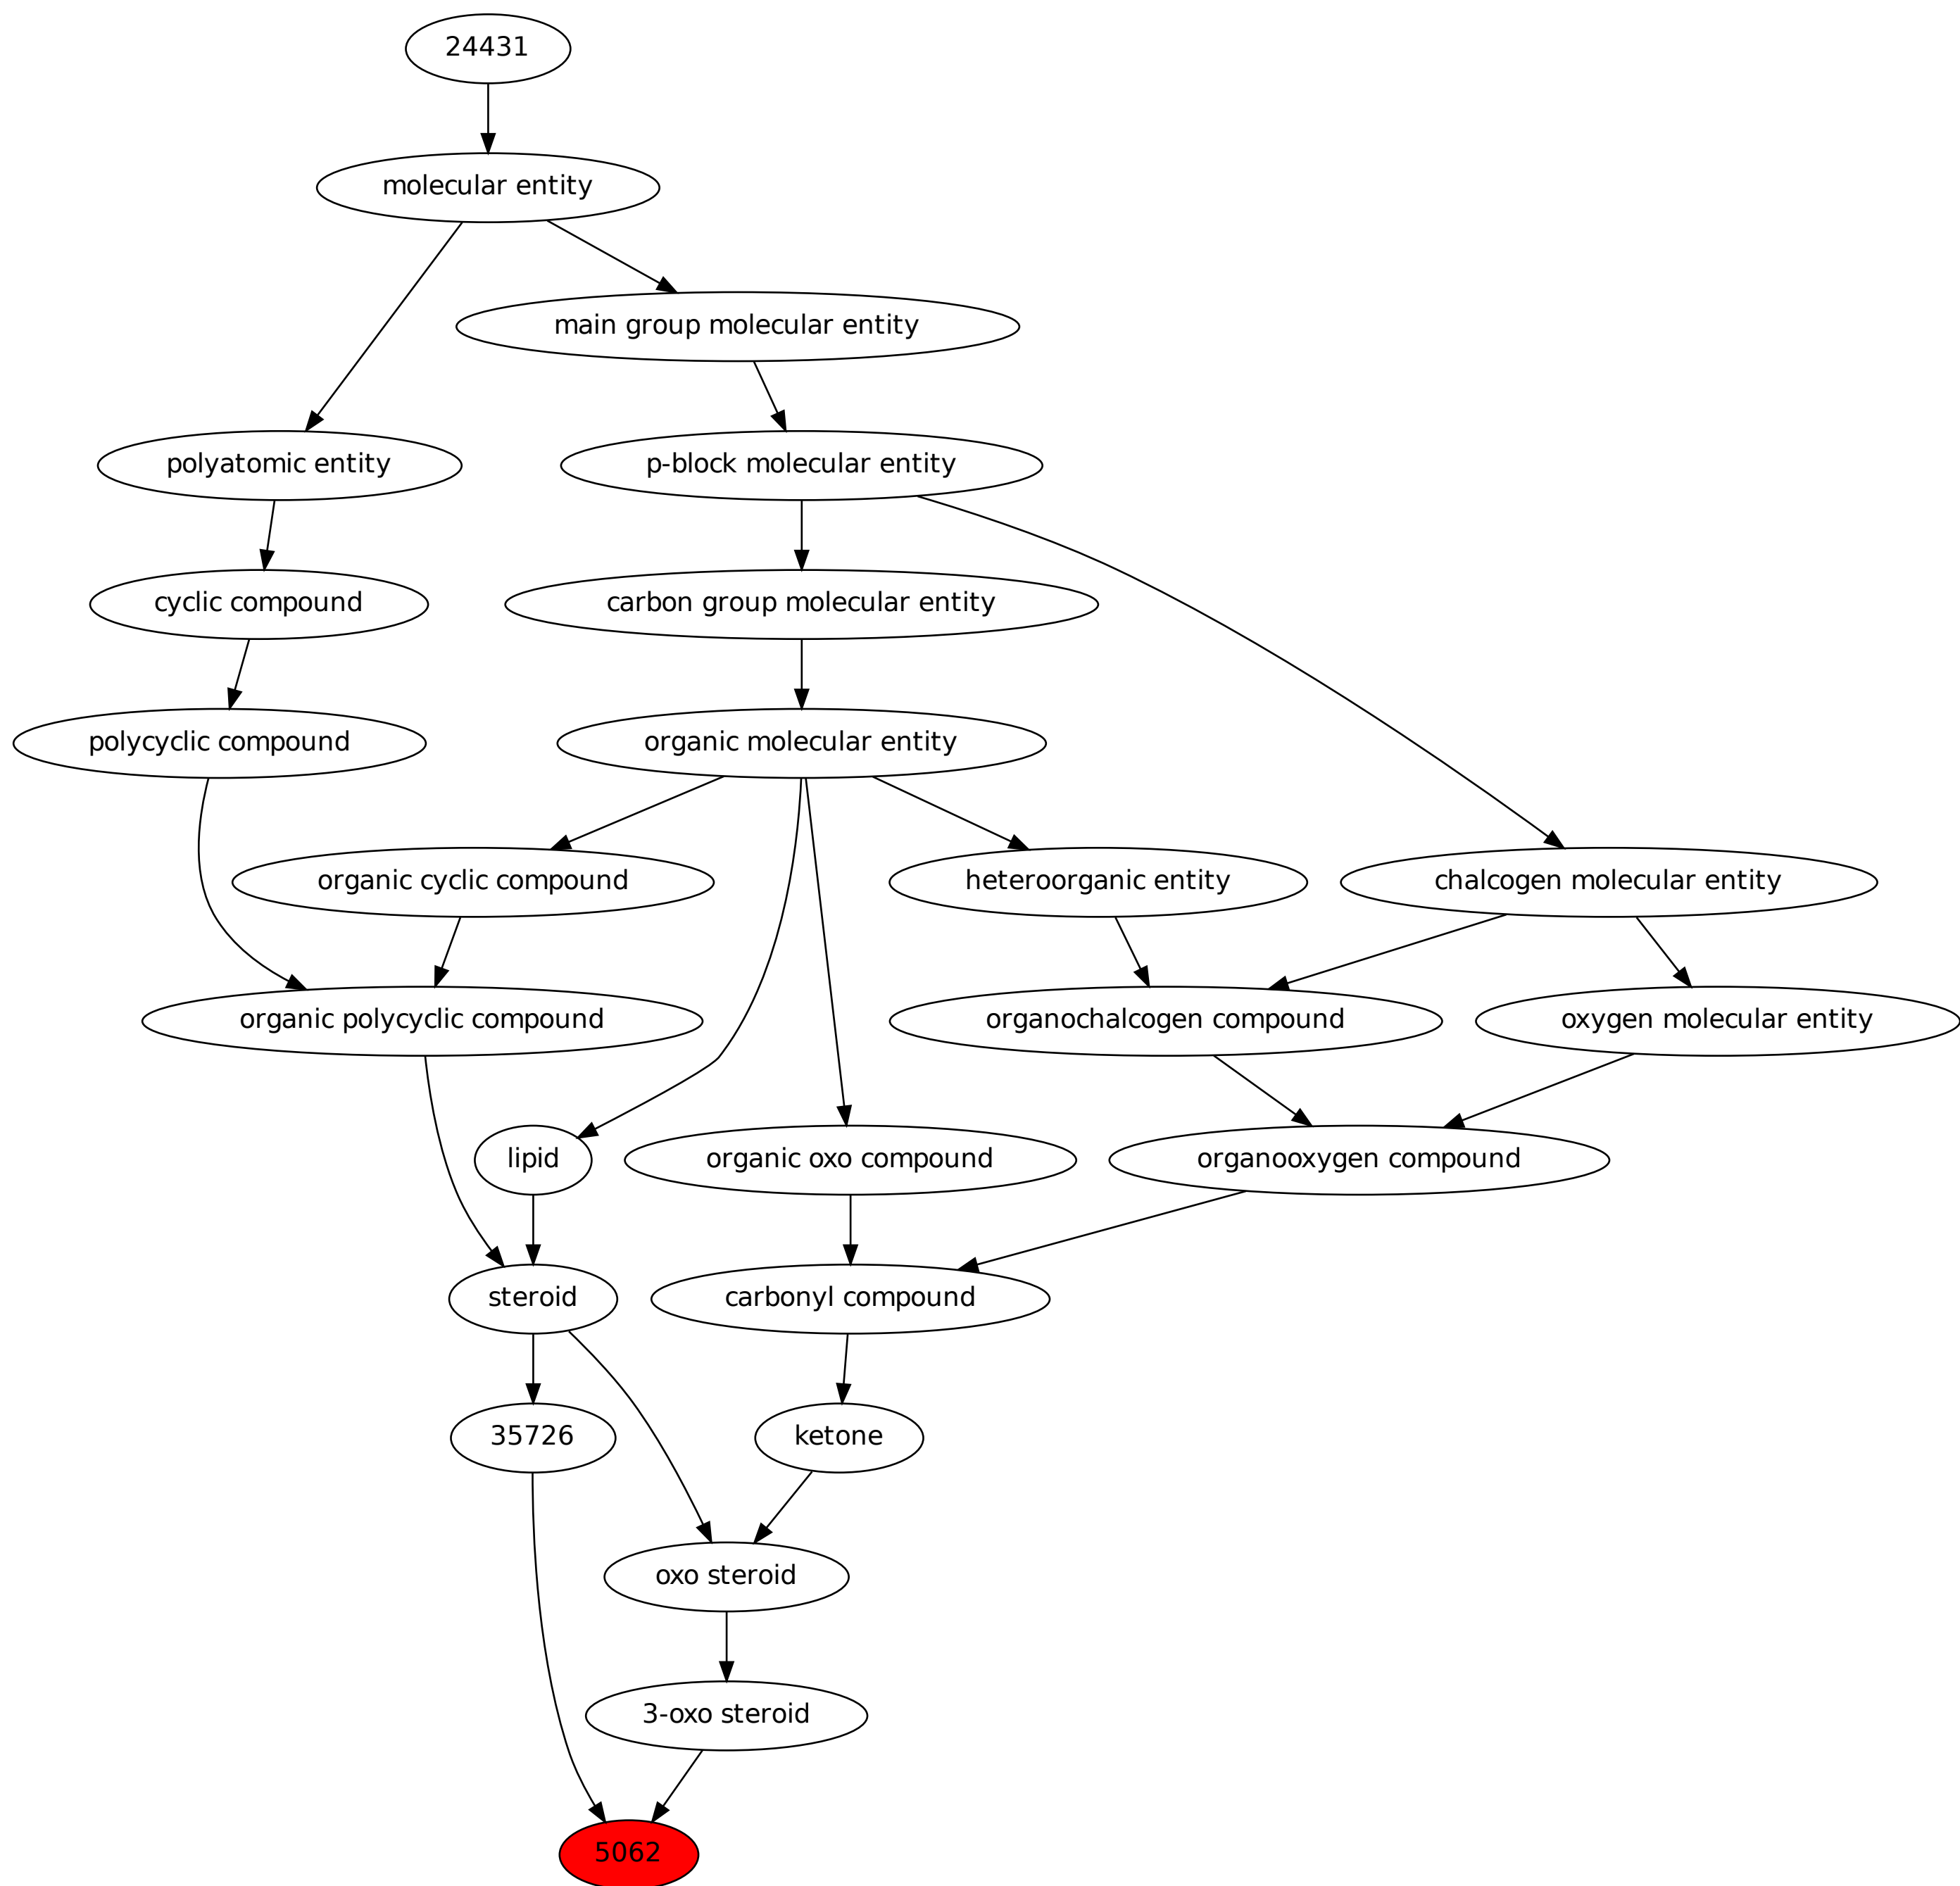 24431
molecular entity
main group molecular entity
polyatomic entity
p-block molecular entity
cyclic compound
carbon group molecular entity
polycyclic compound
organic molecular entity
organic cyclic compound
heteroorganic entity
chalcogen molecular entity
organic polycyclic compound
organochalcogen compound
oxygen molecular entity
lipid
organic oxo compound
organooxygen compound
steroid
carbonyl compound
35726
ketone
oxo steroid
3-oxo steroid
5062